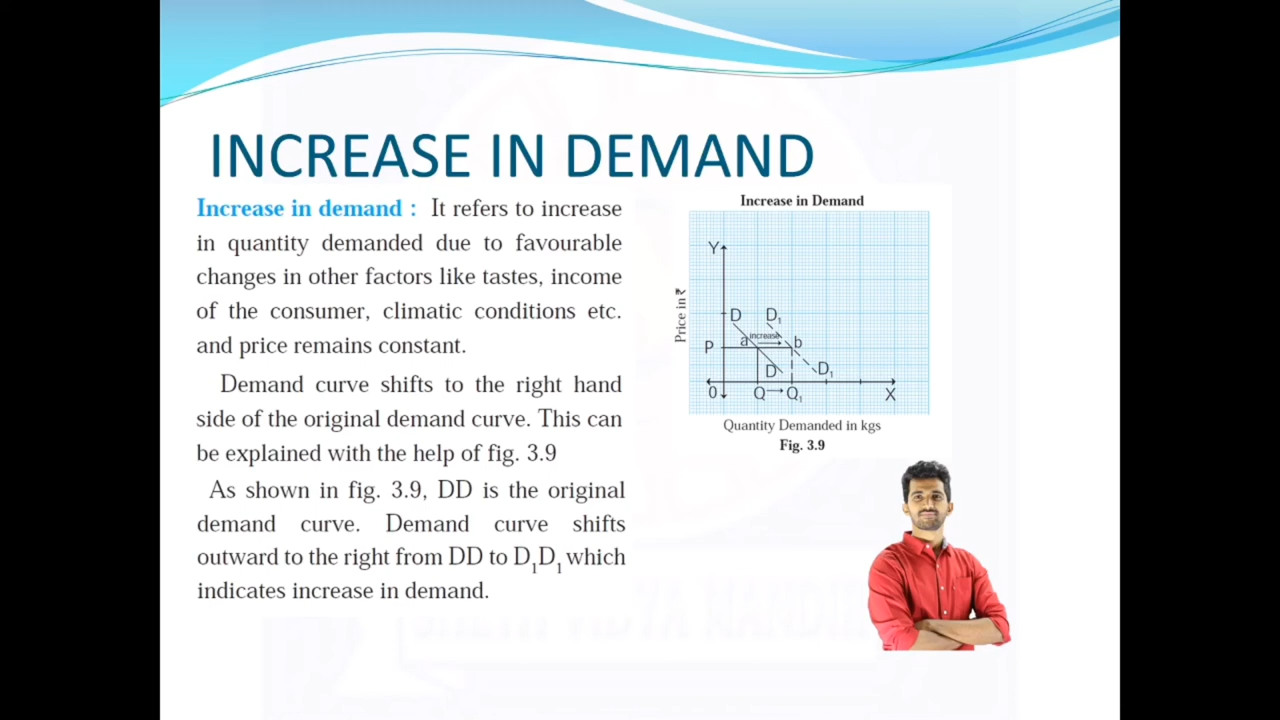 INCREASE IN DEMAND
Increase in demand : It refers to increase
in quantity demanded due to favourable
changes in other factors like tastes, income
of the consumer, climatic conditions etc.
and price remains constant.
Demand curve shifts to the right hand
side of the original demand curve. This can
be explained with the help of fig. 3.9
As shown in fig. 3.9, DD is the original
demand curve. Demand curve shifts
outward to the right from DD to D₁D₁ which
indicates increase in demand.
Increase in Demand
Y
Price in ₹
D D₁
increase
P a b
D D₁
0 Q Q₁ X
Quantity Demanded in kgs
Fig. 3.9